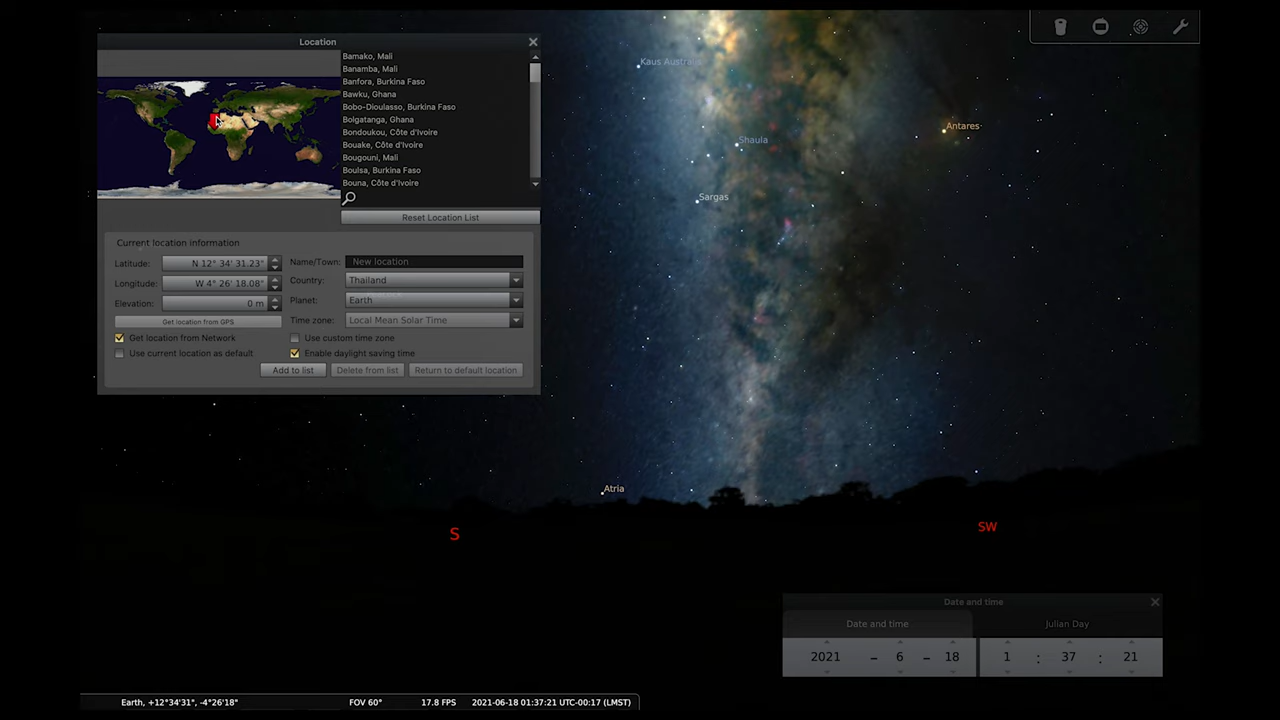 Location
Bamako, Mali
Banamba, Mali
Banfora, Burkina Faso
Bawku, Ghana
Bobo-Dioulasso, Burkina Faso
Bolgatanga, Ghana
Bondoukou, Côte d'Ivoire
Bouake, Côte d'Ivoire
Bougouni, Mali
Boulsa, Burkina Faso
Bouna, Côte d'Ivoire
Reset Location List
Current location information
Latitude: N 12° 34' 31.23"
Longitude: W 4° 26' 18.08"
Elevation: 0 m
Get location from GPS
Get location from Network
Use current location as default
Name/Town: New location
Country: Thailand
Planet: Earth
Time zone: Local Mean Solar Time
Use custom time zone
Enable daylight saving time
Add to list
Delete from list
Return to default location
Kaus Australis
Shaula
Antares
Sargas
Atria
S
SW
Date and time
Date and time
Julian Day
2021 – 6 – 18
1 : 37 : 21
Earth, +12°34'31", -4°26'18"
FOV 60°
17.8 FPS
2021-06-18 01:37:21 UTC-00:17 (LMST)